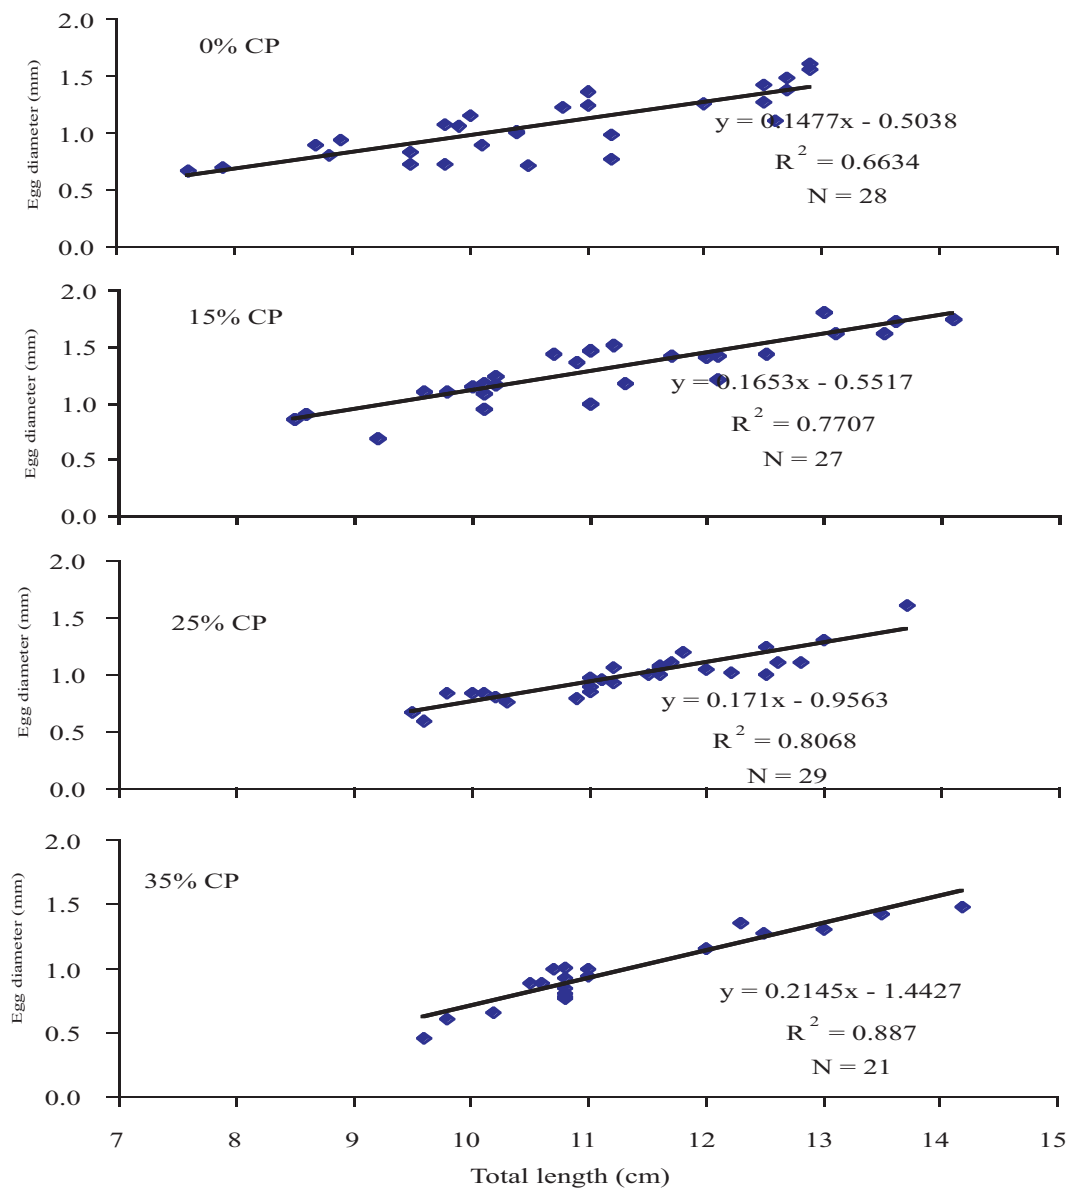 2.0
0% CP
1.5
Egg diameter (mm)
1.0
y = 0.1477x - 0.5038
R2 = 0.6634
0.5
N = 28
0.0
2.0
15% CP
1.5
Egg diameter (mm)
y = 0.1653x - 0.5517
1.0
R2 = 0.7707
0.5
N = 27
0.0
2.0
25% CP
1.5
Egg diameter (mm)
1.0
y = 0.171x - 0.9563
0.5
R2 = 0.8068
N = 29
0.0
2.0
35% CP
1.5
Egg diameter (mm)
1.0
y = 0.2145x - 1.4427
0.5
R2 = 0.887
N = 21
0.0
7 8 9 10 11 12 13 14 15
Total length (cm)